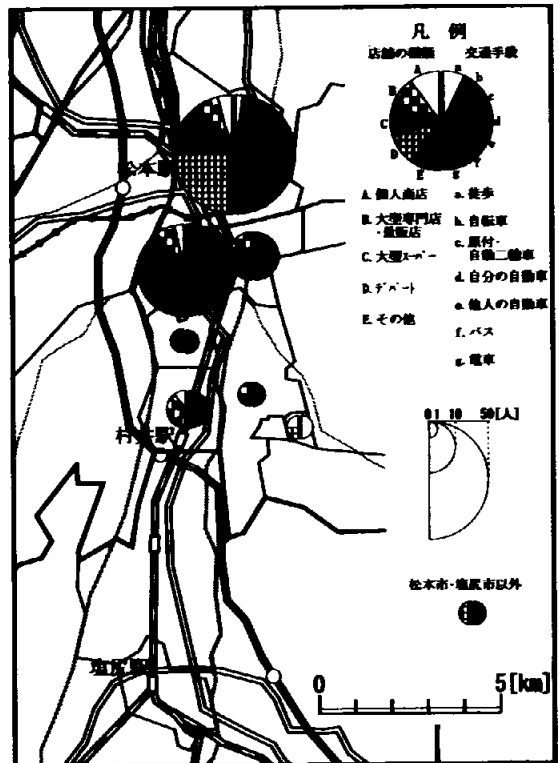 凡 例
店舗の種類 交通手段
A
B
C
D
E
a
b
c
d
e
f
g
A. 個人商店
B. 大型専門店
・量販店
C. 大型スーパー
D. デパート
E. その他
a. 徒歩
b. 自転車
c. 原付・
自動二輪車
d. 自分の自動車
e. 他人の自動車
f. バス
g. 電車
松本駅
村井駅
塩尻駅
0 1 10 50[人]
松本市・塩尻市以外
0 5[km]